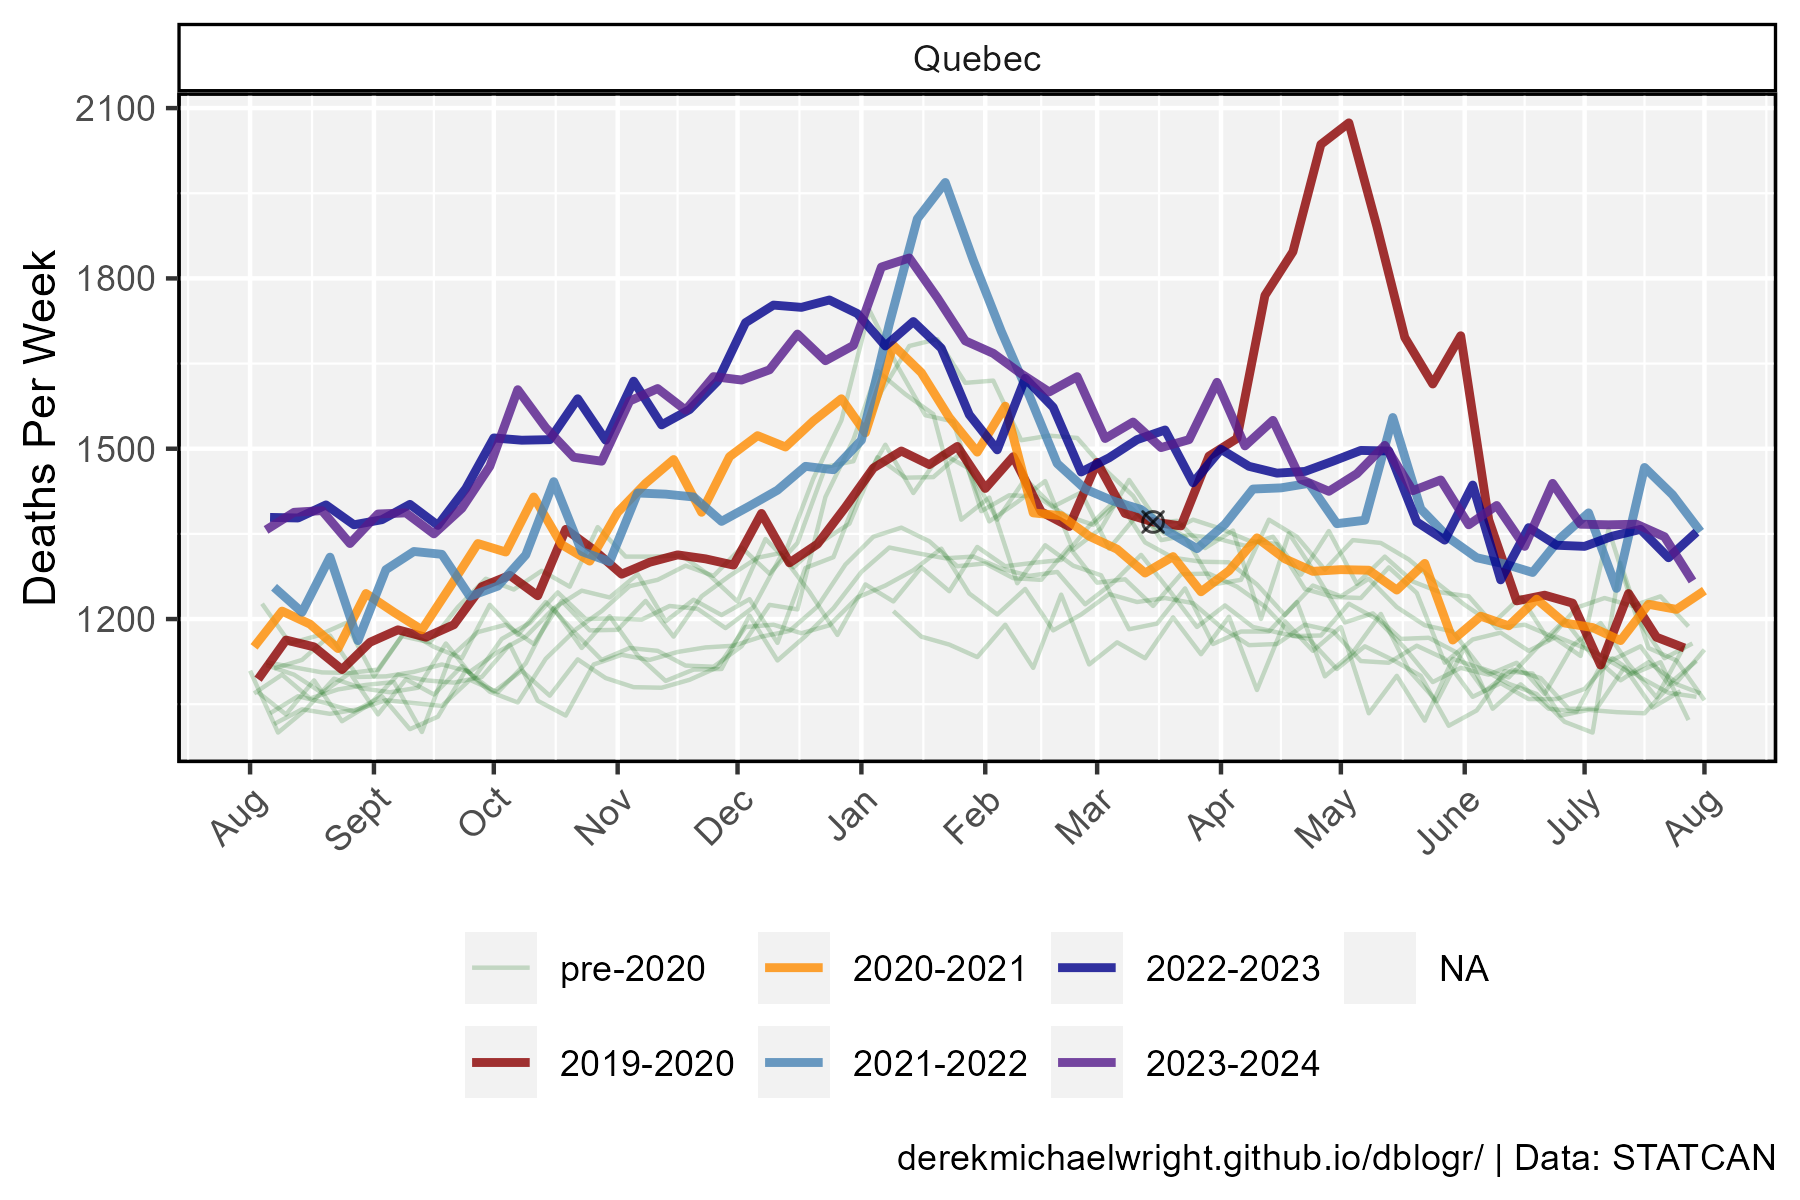 Quebec
2100
1800
1500
1200
Deaths Per Week
Aug Sept Oct Nov Dec Jan Feb Mar Apr May June July Aug
pre-2020 2020-2021 2022-2023 NA
2019-2020 2021-2022 2023-2024
derekmichaelwright.github.io/dblogr/ | Data: STATCAN